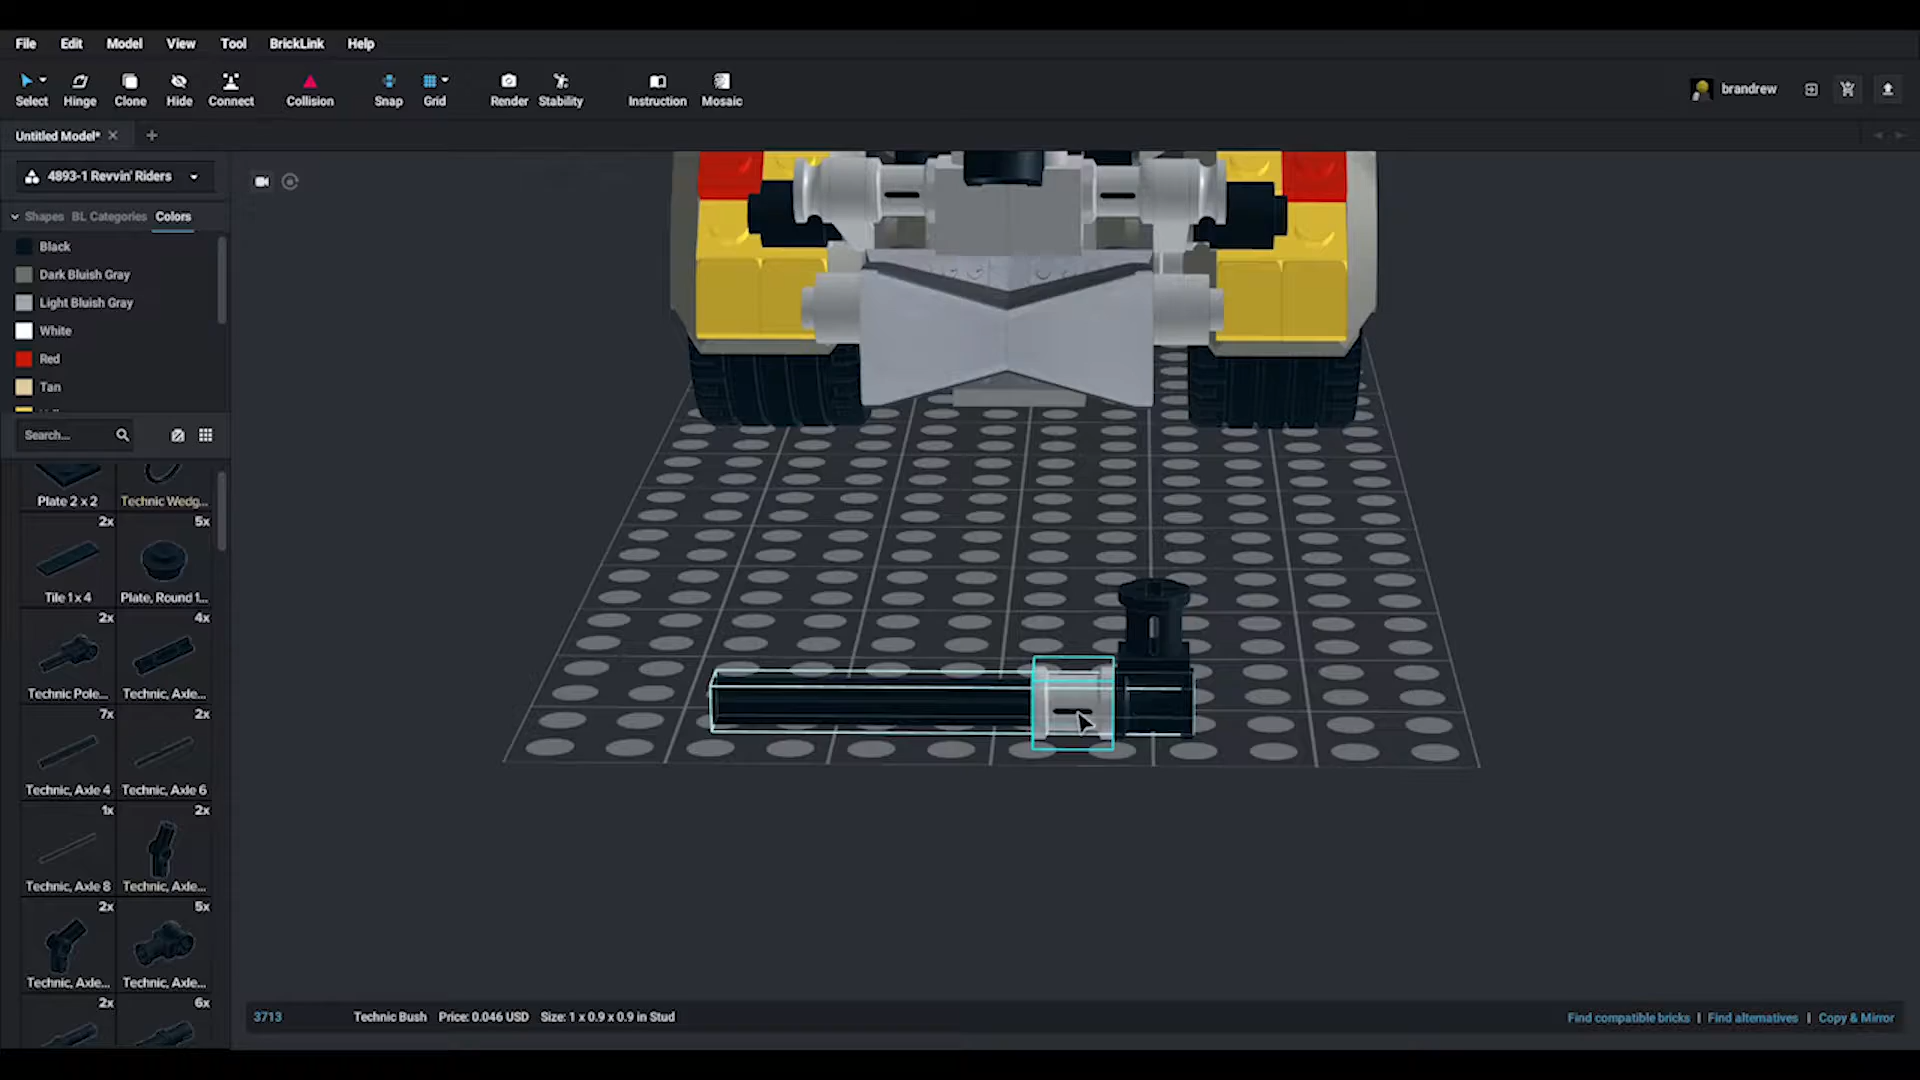 File Edit Model View Tool BrickLink Help
Select Hinge Clone Hide Connect Collision Snap Grid Render Stability Instruction Mosaic brandrew
Untitled Model*
4893-1 Revvin' Riders
Shapes BL Categories Colors
Black
Dark Bluish Gray
Light Bluish Gray
White
Red
Tan
Search...
Plate 2 x 2 Technic Wedg...
2x 5x
Tile 1 x 4 Plate, Round 1...
2x 4x
Technic Pole... Technic, Axle...
7x 2x
Technic, Axle 4 Technic, Axle 6
1x 2x
Technic, Axle 8 Technic, Axle...
2x 5x
Technic, Axle... Technic, Axle...
2x 6x
3713 Technic Bush Price: 0.046 USD Size: 1 x 0.9 x 0.9 in Stud Find compatible bricks | Find alternatives | Copy & Mirror